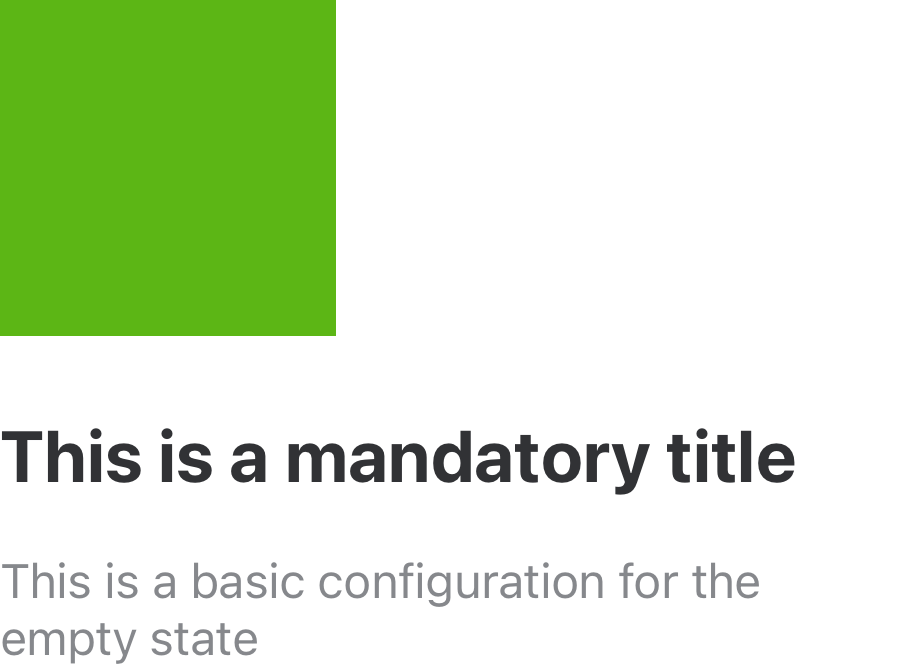 This is a mandatory title
This is a basic configuration for the
empty state